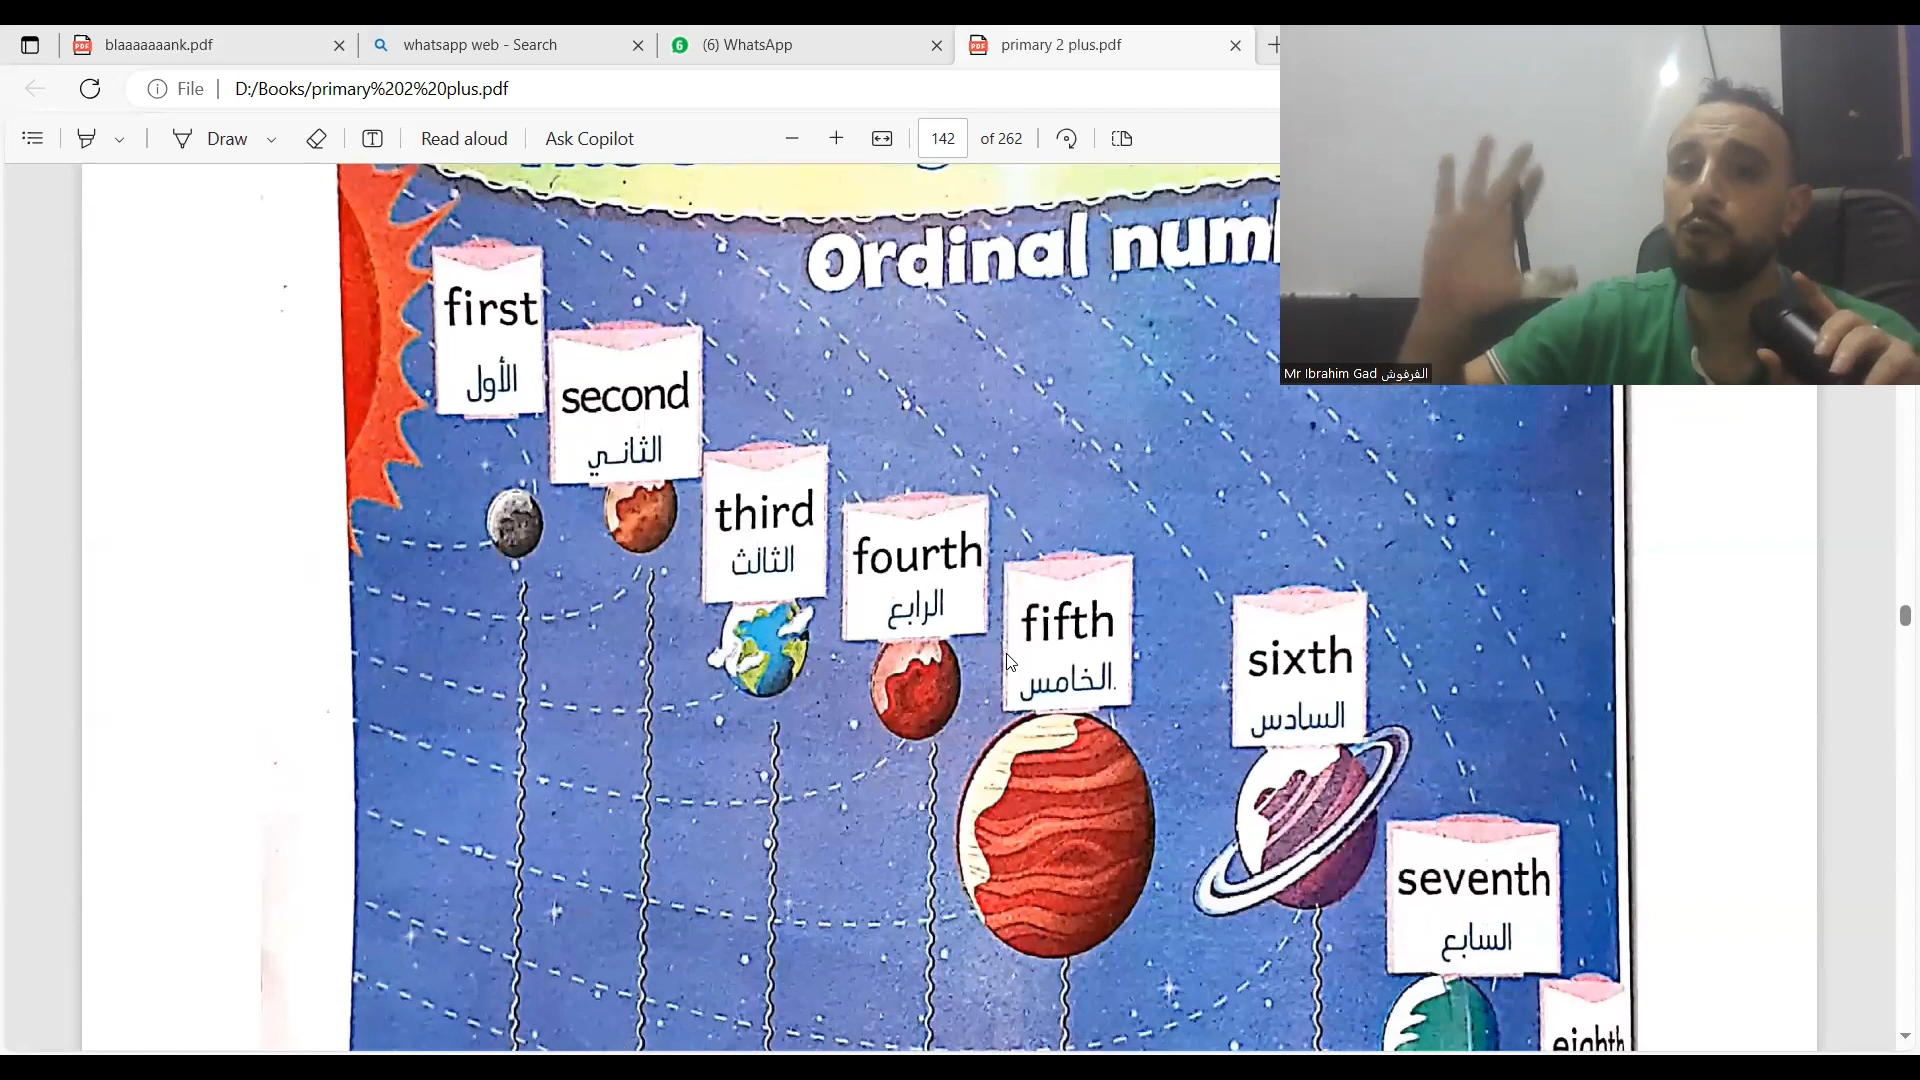 blaaaaaaank.pdf
whatsapp web - Search
(6) WhatsApp
primary 2 plus.pdf
File
D:/Books/primary%202%20plus.pdf
Draw
Read aloud
Ask Copilot
142 of 262
Ordinal num
first
الأول
second
الثاني
third
الثالث
fourth
الرابع
fifth
الخامس
sixth
السادس
seventh
السابع
eighth
Mr Ibrahim Gad الفرفوش